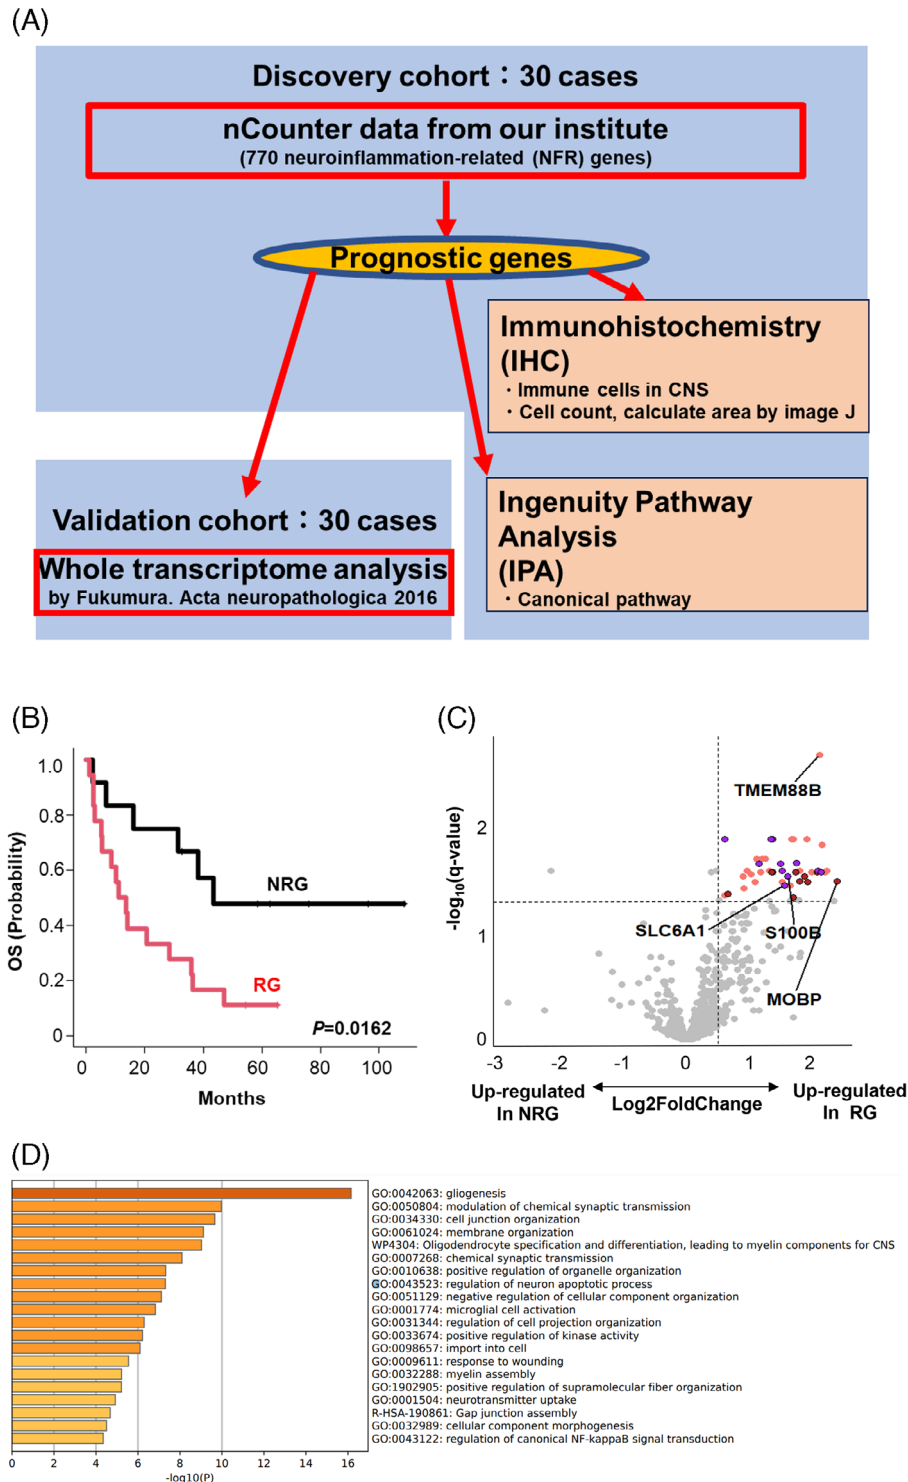 (A)
Discovery cohort：30 cases
nCounter data from our institute
(770 neuroinflammation-related (NFR) genes)
Prognostic genes
Immunohistochemistry
(IHC)
・Immune cells in CNS
・Cell count, calculate area by image J
Validation cohort：30 cases
Whole transcriptome analysis
by Fukumura. Acta neuropathologica 2016
Ingenuity Pathway
Analysis
(IPA)
・Canonical pathway
(B)
1.0
0.8
0.6
0.4
0.2
0
OS (Probability)
NRG
RG
P=0.0162
0 20 40 60 80 100
Months
(C)
-log10(q-value)
2
1
0
TMEM88B
SLC6A1
S100B
MOBP
-3 -2 -1 0 1 2
Up-regulated
In NRG
Log2FoldChange
Up-regulated
In RG
(D)
GO:0042063: gliogenesis
GO:0050804: modulation of chemical synaptic transmission
GO:0034330: cell junction organization
GO:0061024: membrane organization
WP4304: Oligodendrocyte specification and differentiation, leading to myelin components for CNS
GO:0007268: chemical synaptic transmission
GO:0010638: positive regulation of organelle organization
GO:0043523: regulation of neuron apoptotic process
GO:0051129: negative regulation of cellular component organization
GO:0001774: microglial cell activation
GO:0031344: regulation of cell projection organization
GO:0033674: positive regulation of kinase activity
GO:0098657: import into cell
GO:0009611: response to wounding
GO:0032288: myelin assembly
GO:1902905: positive regulation of supramolecular fiber organization
GO:0001504: neurotransmitter uptake
R-HSA-190861: Gap junction assembly
GO:0032989: cellular component morphogenesis
GO:0043122: regulation of canonical NF-kappaB signal transduction
0 2 4 6 8 10 12 14 16
-log10(P)